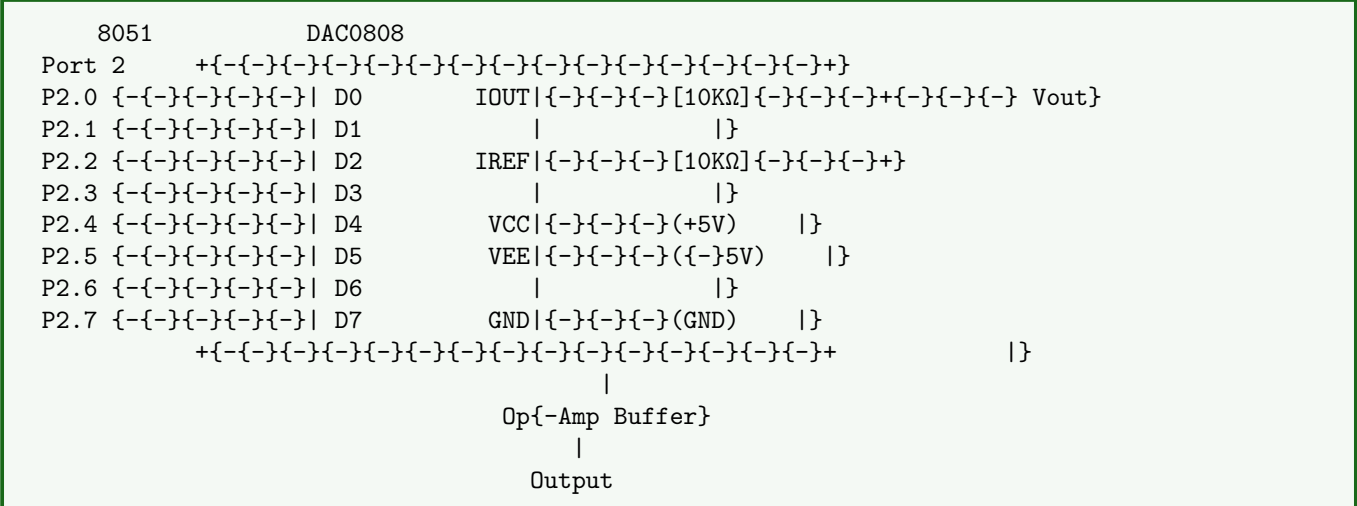 8051 DAC0808
Port 2 +{-{-}{-}{-}{-}{-}{-}{-}{-}{-}{-}{-}{-}{-}{-}+}
P2.0 {-{-}{-}{-}{-}| D0 IOUT|{-}{-}{-}[10KΩ]{-}{-}{-}+{-}{-}{-} Vout}
P2.1 {-{-}{-}{-}{-}| D1 | |}
P2.2 {-{-}{-}{-}{-}| D2 IREF|{-}{-}{-}[10KΩ]{-}{-}{-}+}
P2.3 {-{-}{-}{-}{-}| D3 | |}
P2.4 {-{-}{-}{-}{-}| D4 VCC|{-}{-}{-}(+5V) |}
P2.5 {-{-}{-}{-}{-}| D5 VEE|{-}{-}{-}({-}5V) |}
P2.6 {-{-}{-}{-}{-}| D6 | |}
P2.7 {-{-}{-}{-}{-}| D7 GND|{-}{-}{-}(GND) |}
+{-{-}{-}{-}{-}{-}{-}{-}{-}{-}{-}{-}{-}{-}{-}+ |}
|
Op{-Amp Buffer}
|
Output